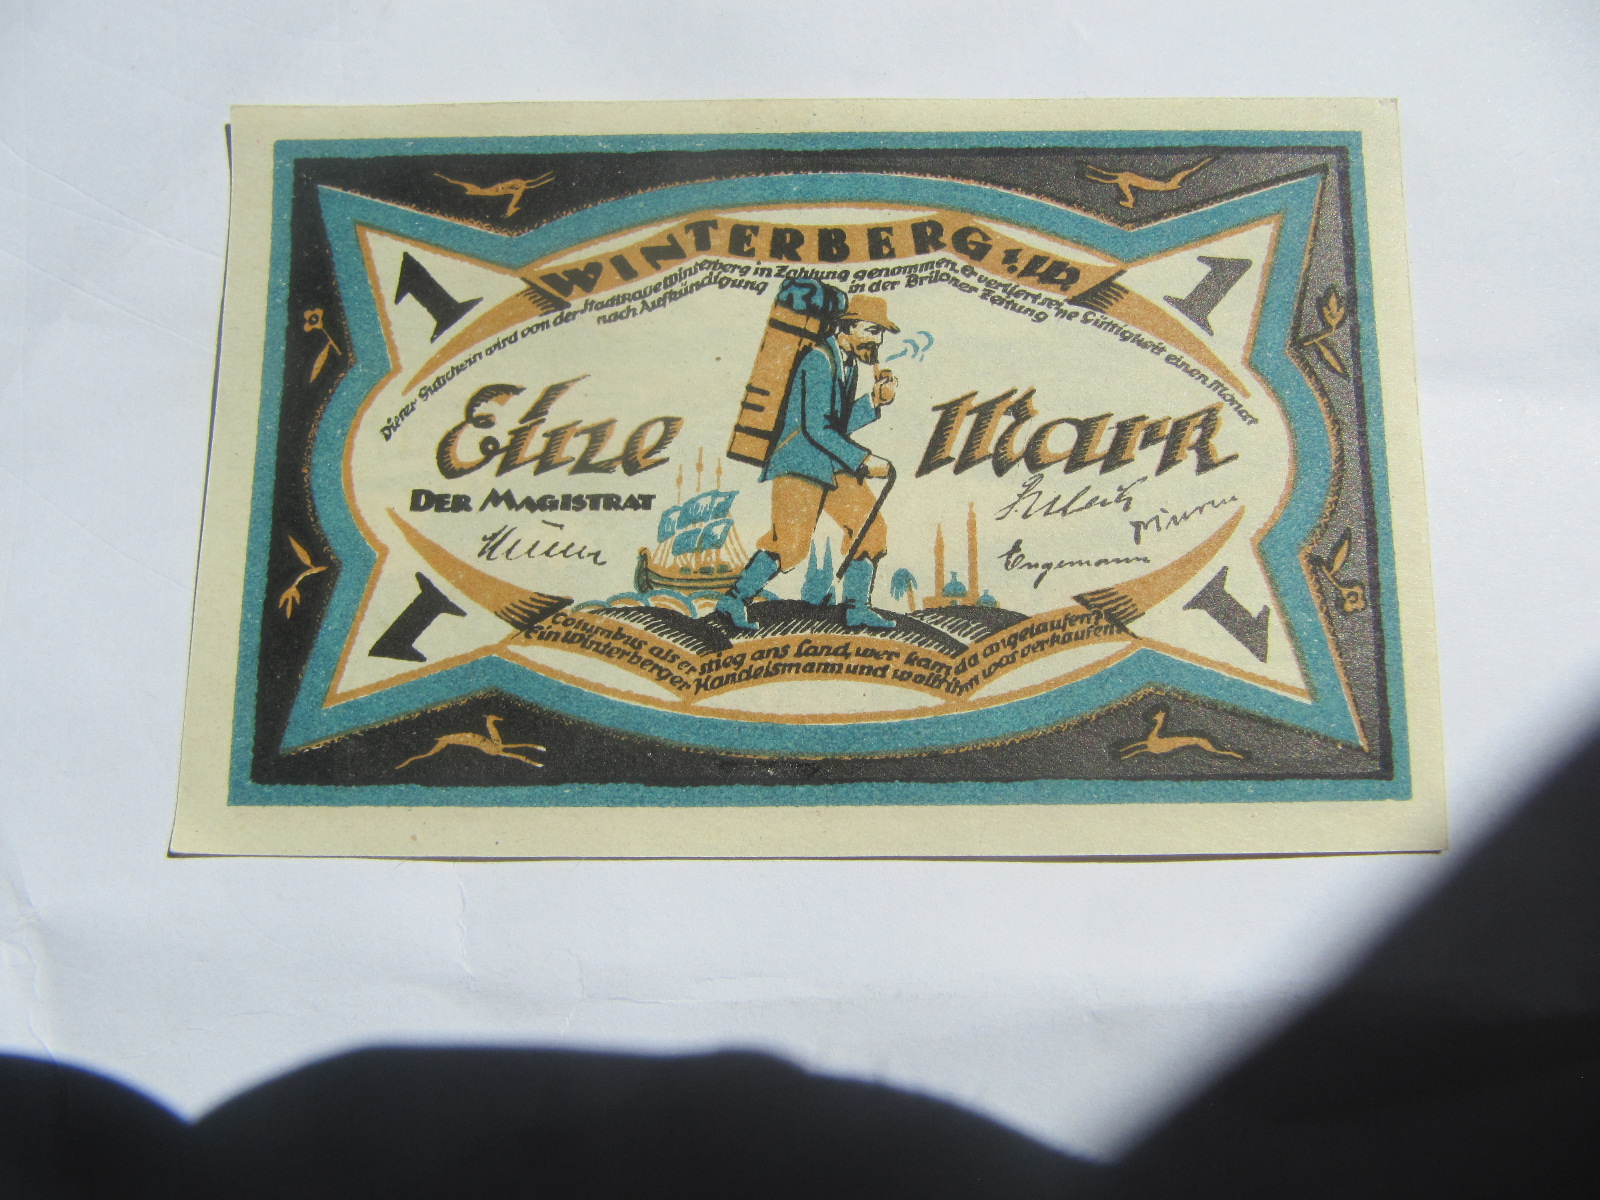 WINTERBERG i.W.
Dieser Gutschein wird von der Stadtkasse Winterberg in Zahlung genommen. Er verliert seine Gültigkeit einen Monat
nach Aufkündigung in der Briloner Zeitung
1 1
Eine Mark
DER MAGISTRAT
Engemann
1 1
Columbus als er stieg ans Land, wer kam da angelaufen?
Ein Winterberger Handelsmann und wollt ihm was verkaufen.